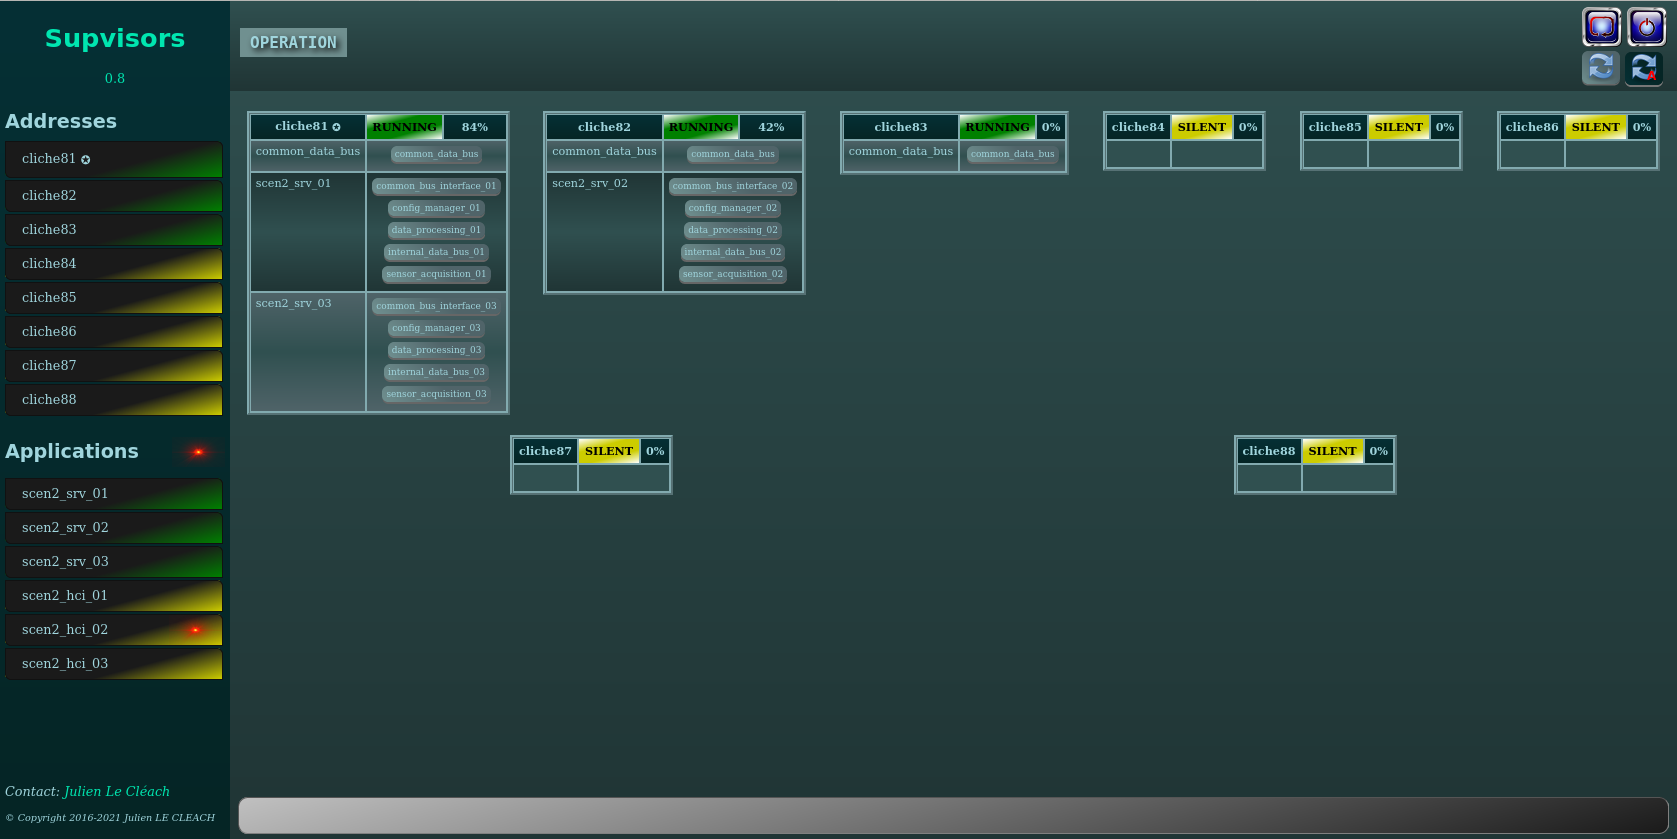 Supvisors
0.8
Addresses
cliche81 ✪
cliche82
cliche83
cliche84
cliche85
cliche86
cliche87
cliche88
Applications
scen2_srv_01
scen2_srv_02
scen2_srv_03
scen2_hci_01
scen2_hci_02
scen2_hci_03
Contact: Julien Le Cléach
© Copyright 2016-2021 Julien LE CLEACH
OPERATION
cliche81 ✪ RUNNING 84%
common_data_bus common_data_bus
scen2_srv_01 common_bus_interface_01
config_manager_01
data_processing_01
internal_data_bus_01
sensor_acquisition_01
scen2_srv_03 common_bus_interface_03
config_manager_03
data_processing_03
internal_data_bus_03
sensor_acquisition_03
cliche82 RUNNING 42%
common_data_bus common_data_bus
scen2_srv_02 common_bus_interface_02
config_manager_02
data_processing_02
internal_data_bus_02
sensor_acquisition_02
cliche83 RUNNING 0%
common_data_bus common_data_bus
cliche84 SILENT 0%
cliche85 SILENT 0%
cliche86 SILENT 0%
cliche87 SILENT 0%
cliche88 SILENT 0%